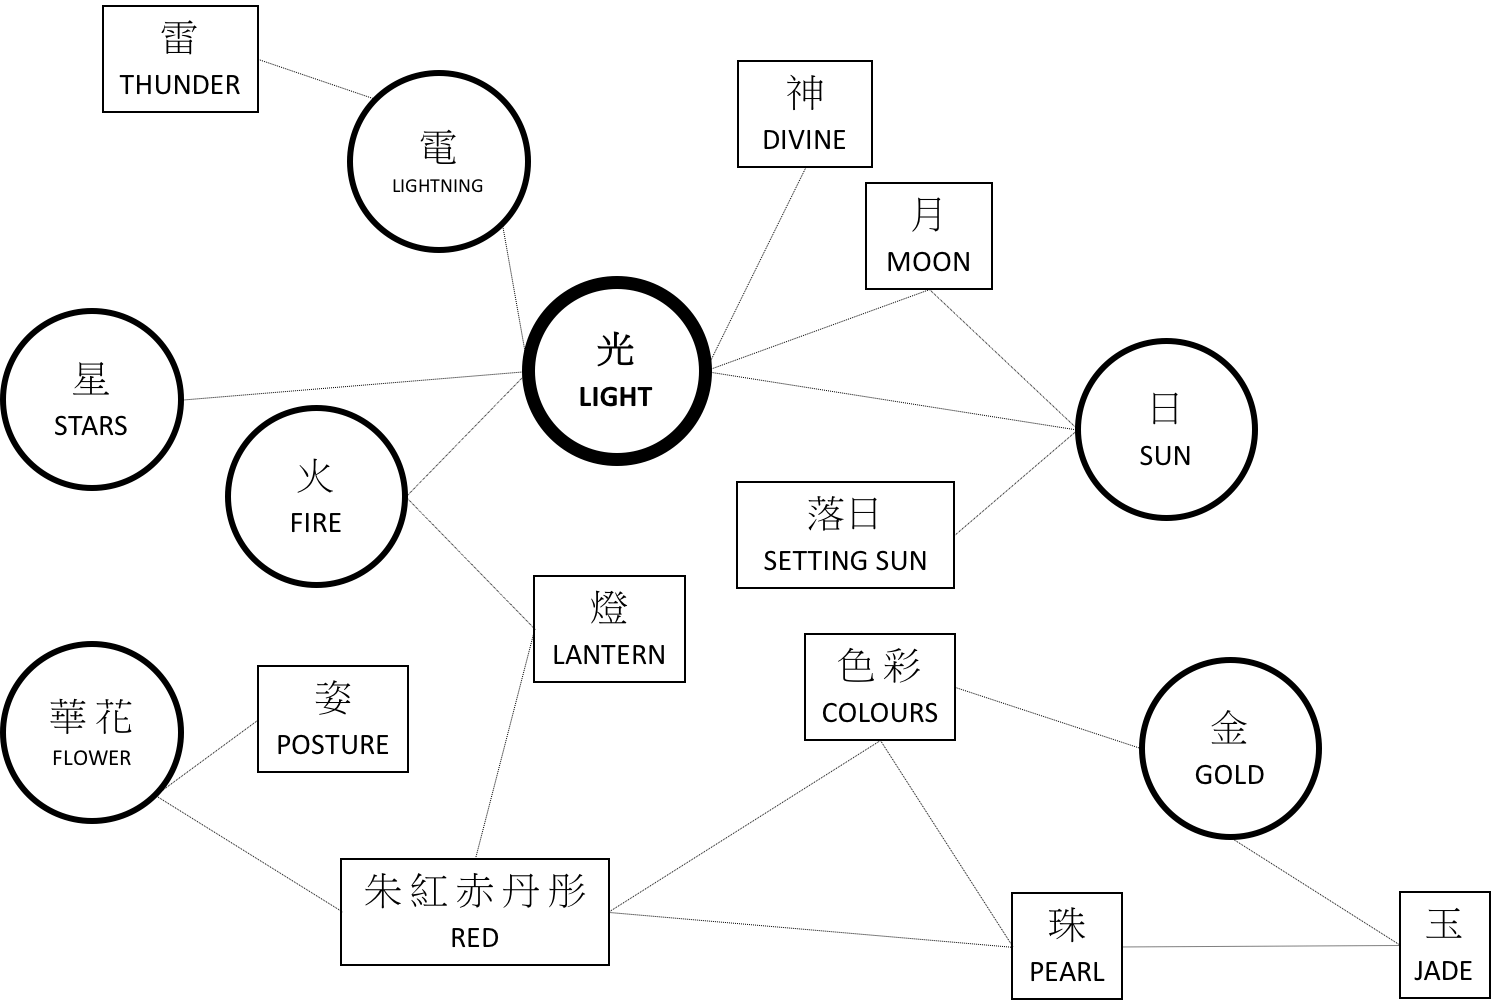 雷
THUNDER
電
LIGHTNING
神
DIVINE
月
MOON
光
LIGHT
星
STARS
火
FIRE
日
SUN
落日
SETTING SUN
燈
LANTERN
華 花
FLOWER
姿
POSTURE
色 彩
COLOURS
金
GOLD
朱 紅 赤 丹 彤
RED
珠
PEARL
玉
JADE